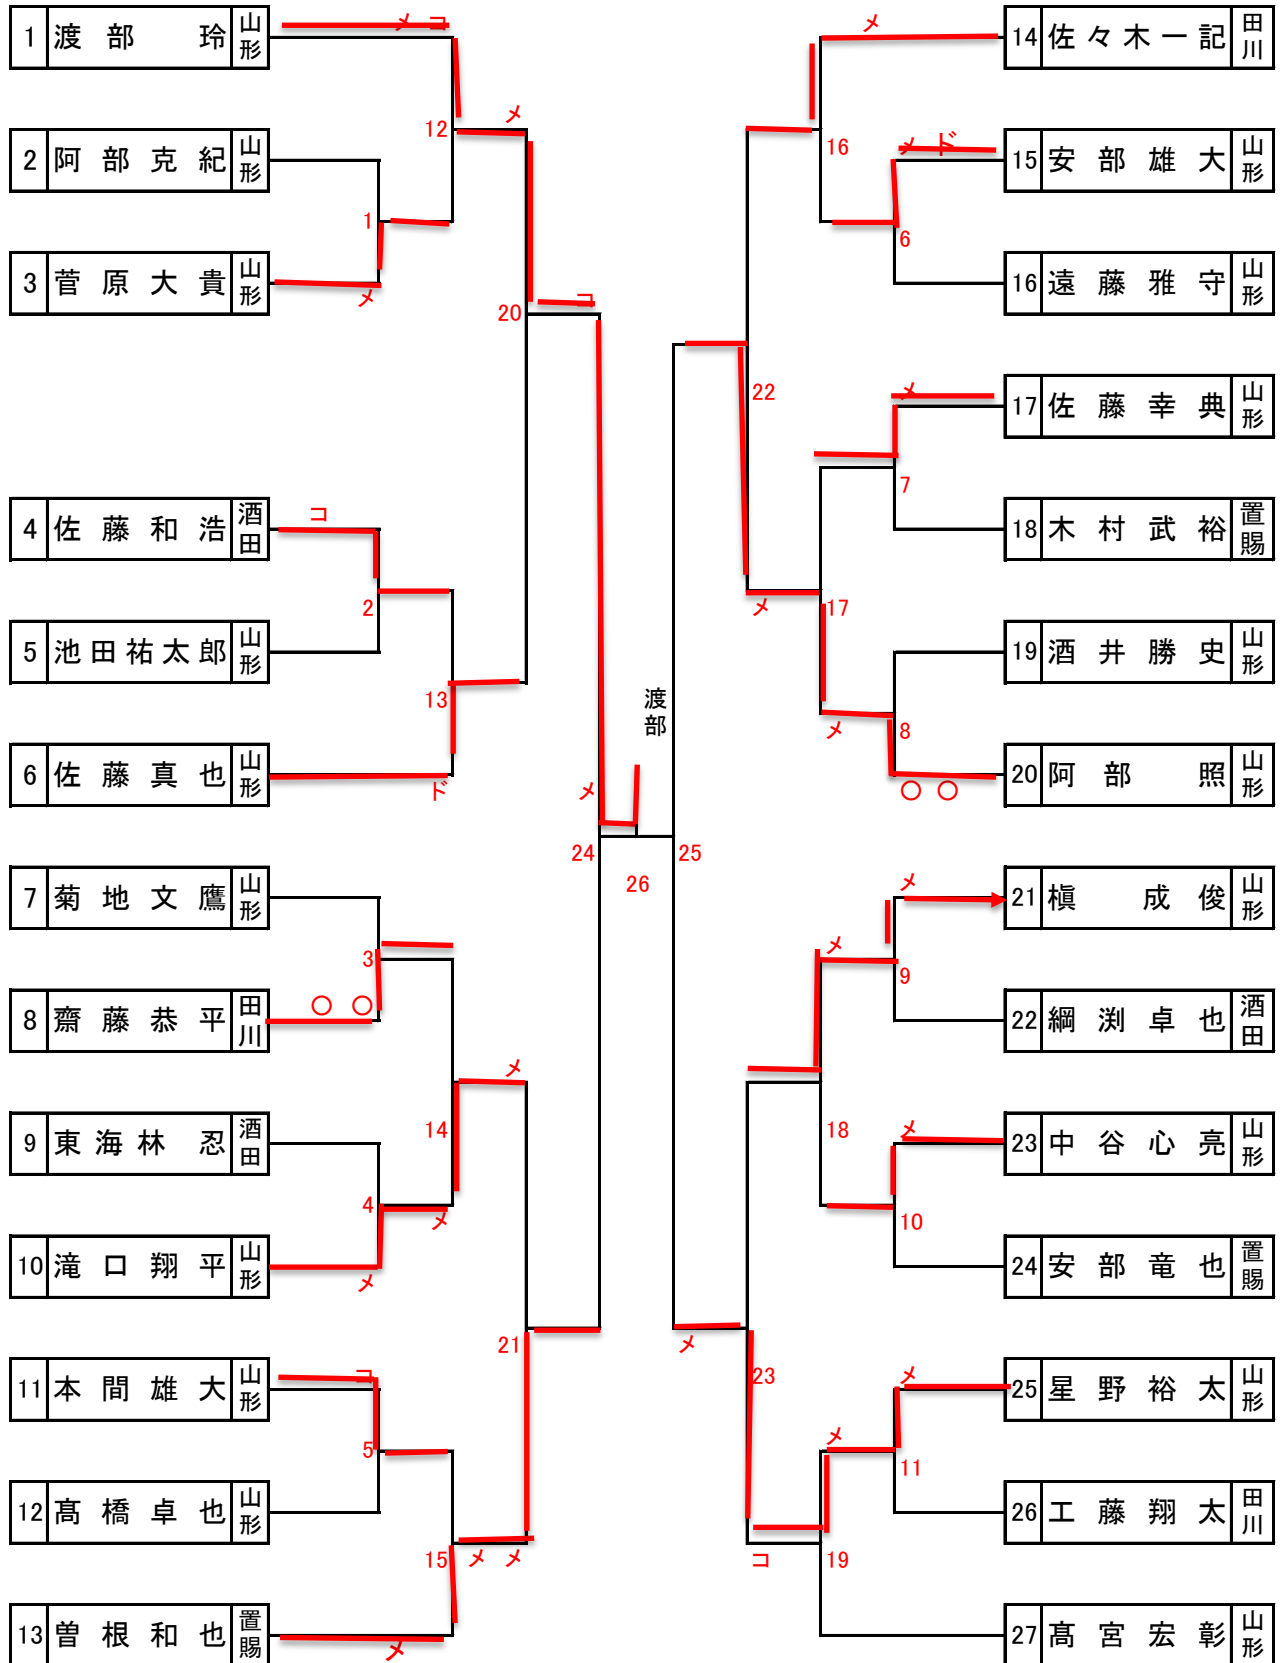 1 渡部 玲 山形
2 阿部克紀 山形
3 菅原大貴 山形
4 佐藤和浩 酒田
5 池田祐太郎 山形
6 佐藤真也 山形
7 菊地文鷹 山形
8 齋藤恭平 田川
9 東海林 忍 酒田
10 滝口翔平 山形
11 本間雄大 山形
12 髙橋卓也 山形
13 曽根和也 置賜
メ コ
12
メ
1
メ
20
コ
コ
2
13
ド
メ
24
3
○ ○
メ
14
4
メ
メ
21
コ
5
15
メ メ
メ
渡部
26
14 佐々木一記 田川
15 安部雄大 山形
16 遠藤雅守 山形
17 佐藤幸典 山形
18 木村武裕 置賜
19 酒井勝史 山形
20 阿部 照 山形
21 槇 成俊 山形
22 綱渕卓也 酒田
23 中谷心亮 山形
24 安部竜也 置賜
25 星野裕太 山形
26 工藤翔太 田川
27 髙宮宏彰 山形
メ
16
メ ド
6
22
メ
7
メ
17
メ
8
○ ○
25
メ
メ
9
18
メ
10
メ
23
メ
メ
11
コ
19